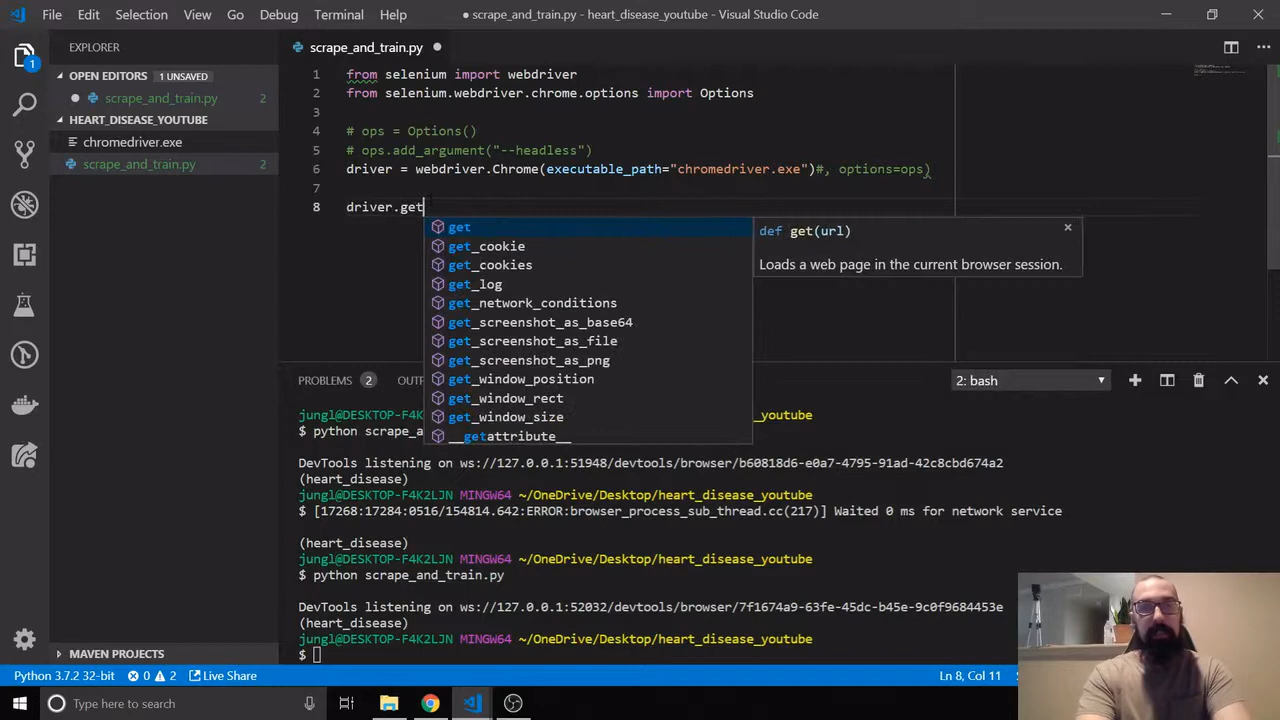 File Edit Selection View Go Debug Terminal Help
● scrape_and_train.py - heart_disease_youtube - Visual Studio Code
EXPLORER
OPEN EDITORS 1 UNSAVED
scrape_and_train.py 2
HEART_DISEASE_YOUTUBE
chromedriver.exe
scrape_and_train.py 2
MAVEN PROJECTS
1
scrape_and_train.py
1 from selenium import webdriver
2 from selenium.webdriver.chrome.options import Options
3
4 # ops = Options()
5 # ops.add_argument("--headless")
6 driver = webdriver.Chrome(executable_path="chromedriver.exe")#, options=ops)
7
8 driver.get
get
get_cookie
get_cookies
get_log
get_network_conditions
get_screenshot_as_base64
get_screenshot_as_file
get_screenshot_as_png
get_window_position
get_window_rect
get_window_size
__getattribute__
def get(url)
Loads a web page in the current browser session.
PROBLEMS 2 OUT
2: bash
jungl@DESKTOP-F4K2 youtube
$ python scrape_a
DevTools listening on ws://127.0.0.1:51948/devtools/browser/b60818d6-e0a7-4795-91ad-42c8cbd674a2
(heart_disease)
jungl@DESKTOP-F4K2LJN MINGW64 ~/OneDrive/Desktop/heart_disease_youtube
$ [17268:17284:0516/154814.642:ERROR:browser_process_sub_thread.cc(217)] Waited 0 ms for network service
(heart_disease)
jungl@DESKTOP-F4K2LJN MINGW64 ~/OneDrive/Desktop/heart_disease_youtube
$ python scrape_and_train.py
DevTools listening on ws://127.0.0.1:52032/devtools/browser/7f1674a9-63fe-45dc-b45e-9c0f9684453e
(heart_disease)
jungl@DESKTOP-F4K2LJN MINGW64 ~/OneDrive/Desktop/heart_disease_youtube
$
Python 3.7.2 32-bit 0 2 Live Share Ln 8, Col 11
Type here to search